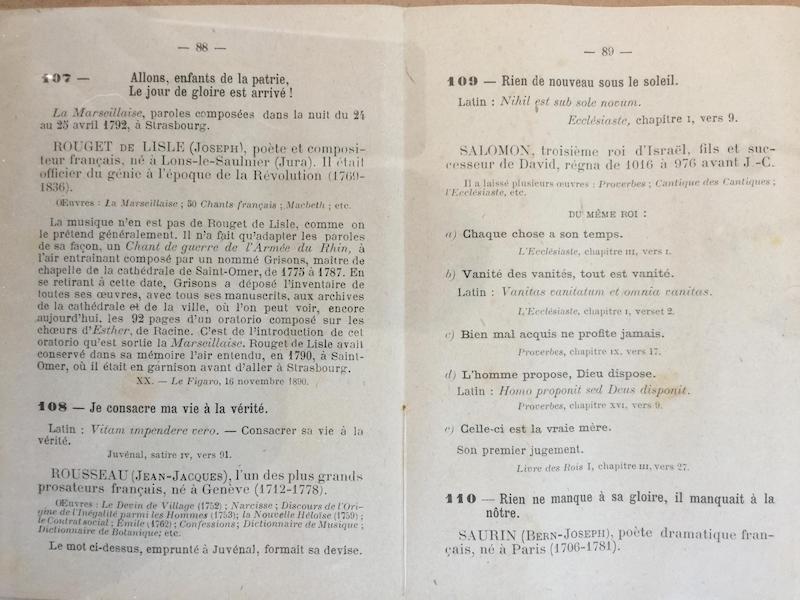 — 88 —
107 — Allons, enfants de la patrie,
Le jour de gloire est arrivé !
La Marseillaise, paroles composées dans la nuit du 24
au 25 avril 1792, à Strasbourg.
ROUGET DE LISLE (JOSEPH), poète et composi-
teur français, né à Lons-le-Saulnier (Jura). Il était
officier du génie à l'époque de la Révolution (1769-
1836).
Œuvres : La Marseillaise ; 50 Chants français ; Macbeth ; etc.
La musique n'en est pas de Rouget de Lisle, comme on
le prétend généralement. Il n'a fait qu'adapter les paroles
de sa façon, un Chant de guerre de l'Armée du Rhin, à
l'air entraînant composé par un nommé Grisons, maître de
chapelle de la cathédrale de Saint-Omer, de 1775 à 1787. En
se retirant à cette date, Grisons a déposé l'inventaire de
toutes ses œuvres, avec tous ses manuscrits, aux archives
de la cathédrale et de la ville, où l'on peut voir, encore
aujourd'hui, les 92 pages d'un oratorio composé sur les
chœurs d'Esther, de Racine. C'est de l'introduction de cet
oratorio qu'est sortie la Marseillaise. Rouget de Lisle avait
conservé dans sa mémoire l'air entendu, en 1790, à Saint-
Omer, où il était en garnison avant d'aller à Strasbourg.
XX. — Le Figaro, 16 novembre 1890.
108 — Je consacre ma vie à la vérité.
Latin : Vitam impendere vero. — Consacrer sa vie à la
vérité.
Juvénal, satire IV, vers 91.
ROUSSEAU (JEAN-JACQUES), l'un des plus grands
prosateurs français, né à Genève (1712-1778).
Œuvres : Le Devin de Village (1752) ; Narcisse ; Discours de l'Ori-
gine de l'Inégalité parmi les Hommes (1753); la Nouvelle Héloïse (1759) ;
le Contrat social ; Émile (1762) ; Confessions ; Dictionnaire de Musique ;
Dictionnaire de Botanique; etc.
Le mot ci-dessus, emprunté à Juvénal, formait sa devise.
— 89 —
109 — Rien de nouveau sous le soleil.
Latin : Nihil est sub sole novum.
Ecclésiaste, chapitre I, vers 9.
SALOMON, troisième roi d'Israël, fils et suc-
cesseur de David, régna de 1016 à 976 avant J.-C.
Il a laissé plusieurs œuvres : Proverbes ; Cantique des Cantiques ;
l'Ecclésiaste, etc.
DU MÊME ROI :
a) Chaque chose a son temps.
L'Ecclésiaste, chapitre III, vers 1.
b) Vanité des vanités, tout est vanité.
Latin : Vanitas vanitatum et omnia vanitas.
L'Ecclésiaste, chapitre I, verset 2.
c) Bien mal acquis ne profite jamais.
Proverbes, chapitre IX, vers 17.
d) L'homme propose, Dieu dispose.
Latin : Homo proponit sed Deus disponit.
Proverbes, chapitre XVI, vers 9.
e) Celle-ci est la vraie mère.
Son premier jugement.
Livre des Rois I, chapitre III, vers 27.
110 — Rien ne manque à sa gloire, il manquait à la
nôtre.
SAURIN (BERN-JOSEPH), poète dramatique fran-
çais, né à Paris (1706-1781).